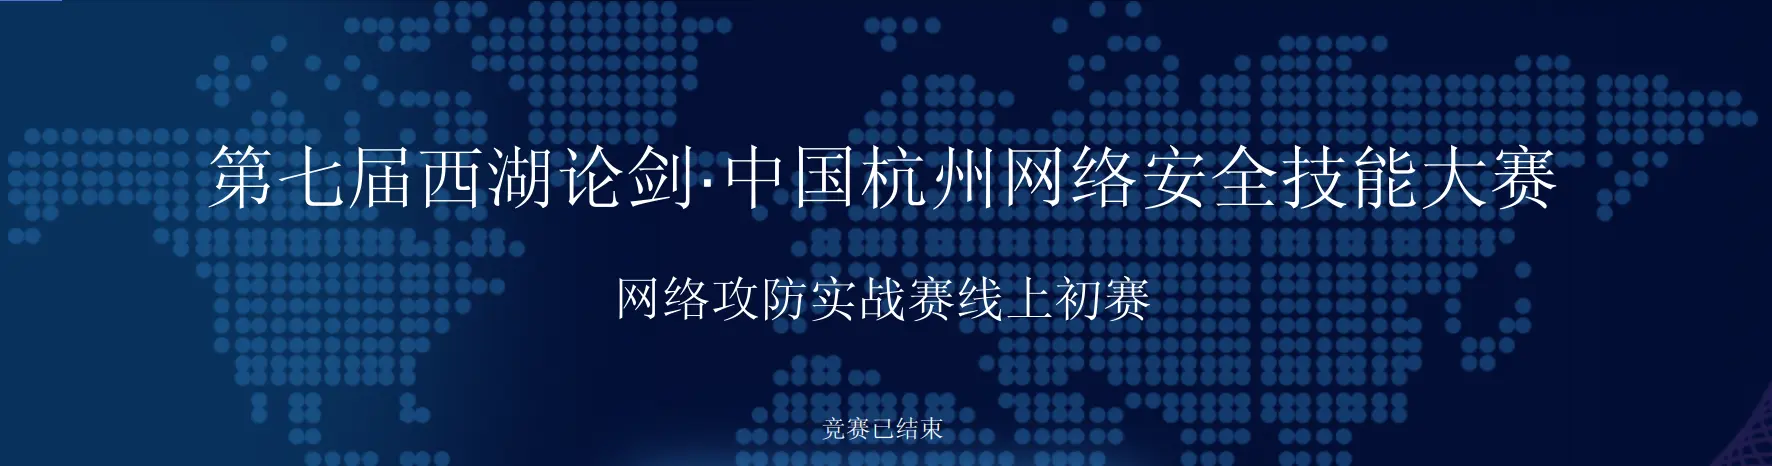 第七届西湖论剑·中国杭州网络安全技能大赛
网络攻防实战赛线上初赛
竞赛已结束